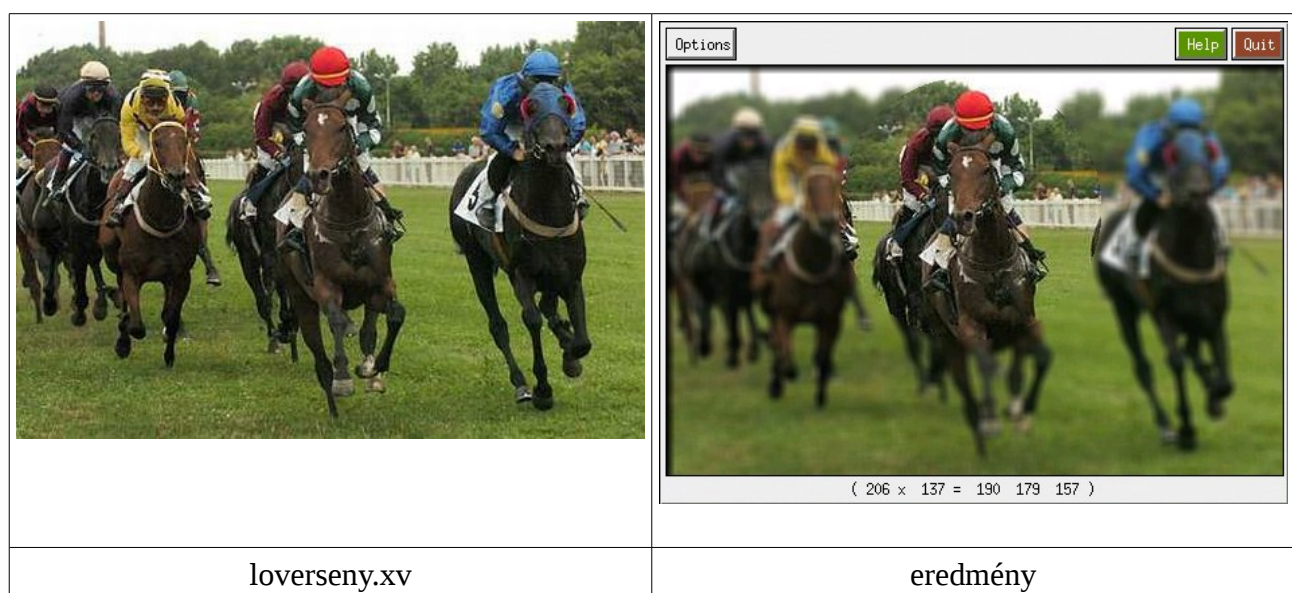 Options
Help Quit
( 206 x 137 = 190 179 157 )
loverseny.xv
eredmény